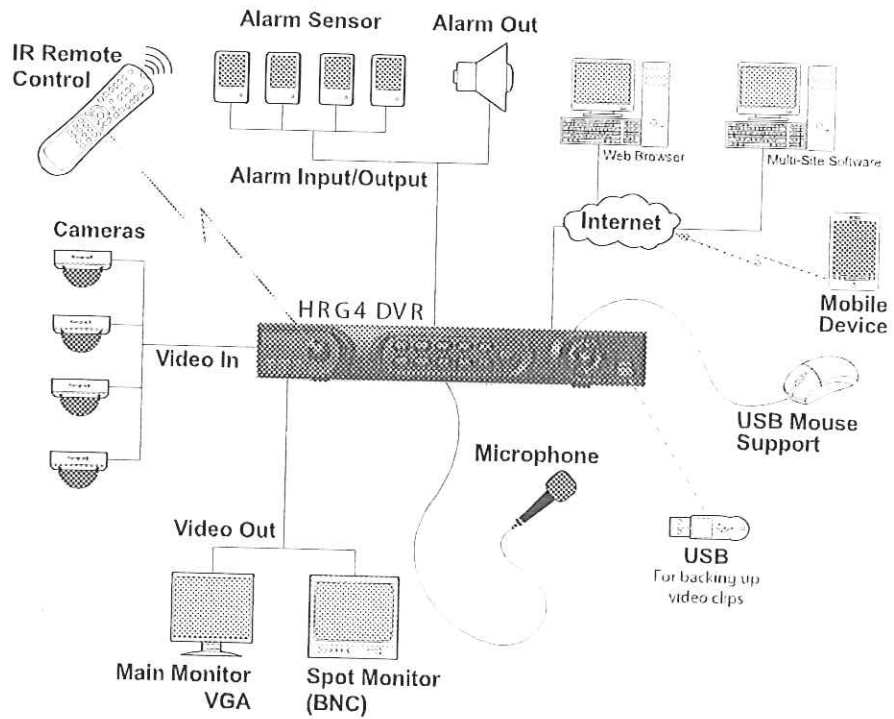 Alarm Sensor
Alarm Out
IR Remote
Control
Web Browser
Multi-Site Software
Alarm Input/Output
Internet
Cameras
Mobile
Device
HRG4 DVR
Video In
USB Mouse
Support
Microphone
Video Out
USB
For backing up
video clips
Main Monitor
VGA
Spot Monitor
(BNC)